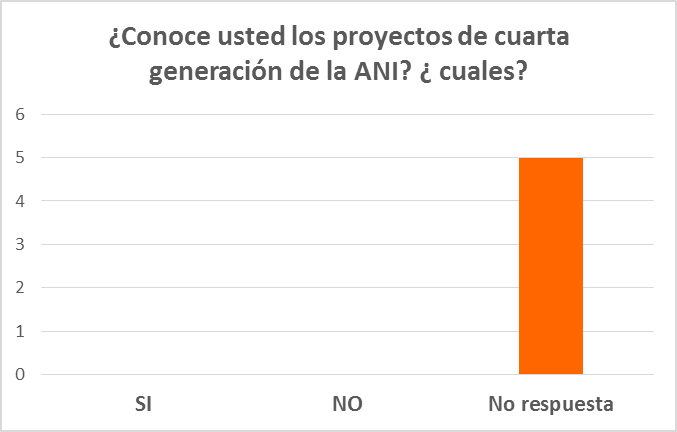 ¿Conoce usted los proyectos de cuarta
generación de la ANI? ¿ cuales?
6
5
4
3
2
1
0
SI NO No respuesta